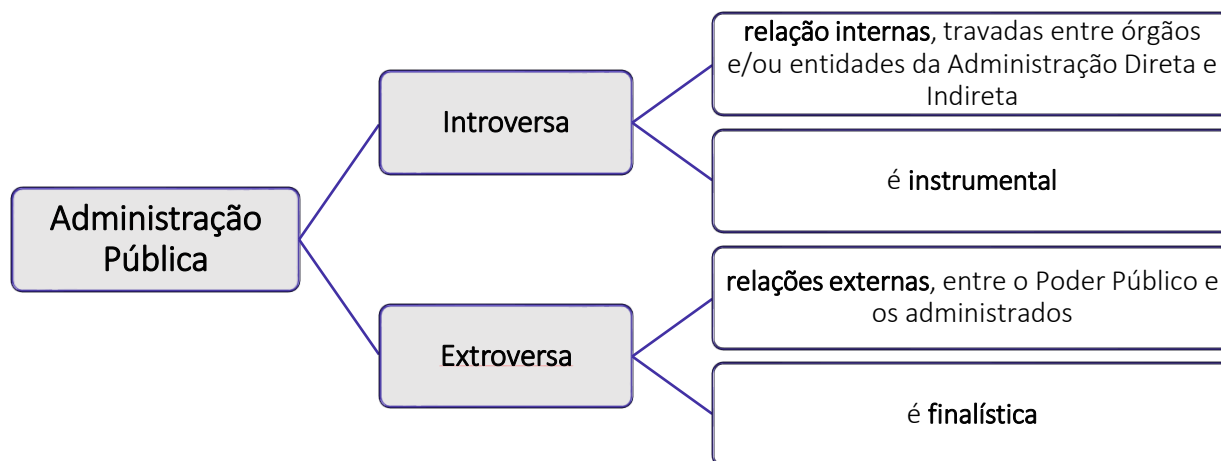 Administração
Pública
Introversa
relação internas, travadas entre órgãos
e/ou entidades da Administração Direta e
Indireta
é instrumental
Extroversa
relações externas, entre o Poder Público e
os administrados
é finalística